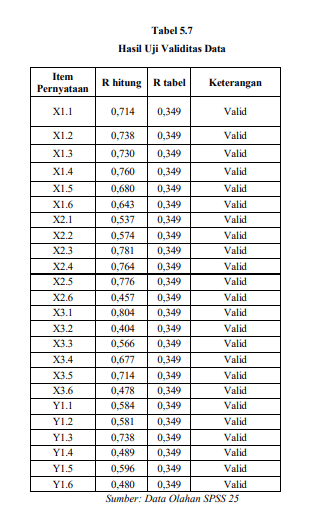 Tabel 5.7
Hasil Uji Validitas Data
Item Pernyataan R hitung R tabel Keterangan
X1.1 0,714 0,349 Valid
X1.2 0,738 0,349 Valid
X1.3 0,730 0,349 Valid
X1.4 0,760 0,349 Valid
X1.5 0,680 0,349 Valid
X1.6 0,643 0,349 Valid
X2.1 0,537 0,349 Valid
X2.2 0,574 0,349 Valid
X2.3 0,781 0,349 Valid
X2.4 0,764 0,349 Valid
X2.5 0,776 0,349 Valid
X2.6 0,457 0,349 Valid
X3.1 0,804 0,349 Valid
X3.2 0,404 0,349 Valid
X3.3 0,566 0,349 Valid
X3.4 0,677 0,349 Valid
X3.5 0,714 0,349 Valid
X3.6 0,478 0,349 Valid
Y1.1 0,584 0,349 Valid
Y1.2 0,581 0,349 Valid
Y1.3 0,738 0,349 Valid
Y1.4 0,489 0,349 Valid
Y1.5 0,596 0,349 Valid
Y1.6 0,480 0,349 Valid
Sumber: Data Olahan SPSS 25